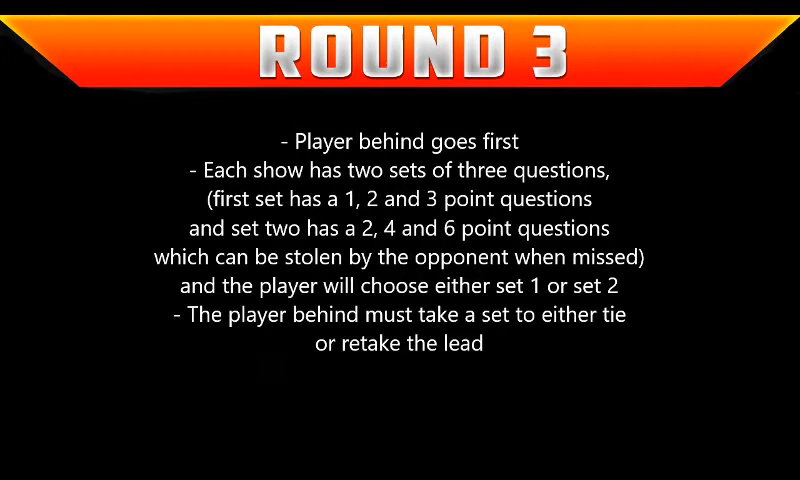 ROUND 3
- Player behind goes first
- Each show has two sets of three questions,
(first set has a 1, 2 and 3 point questions
and set two has a 2, 4 and 6 point questions
which can be stolen by the opponent when missed)
and the player will choose either set 1 or set 2
- The player behind must take a set to either tie
or retake the lead